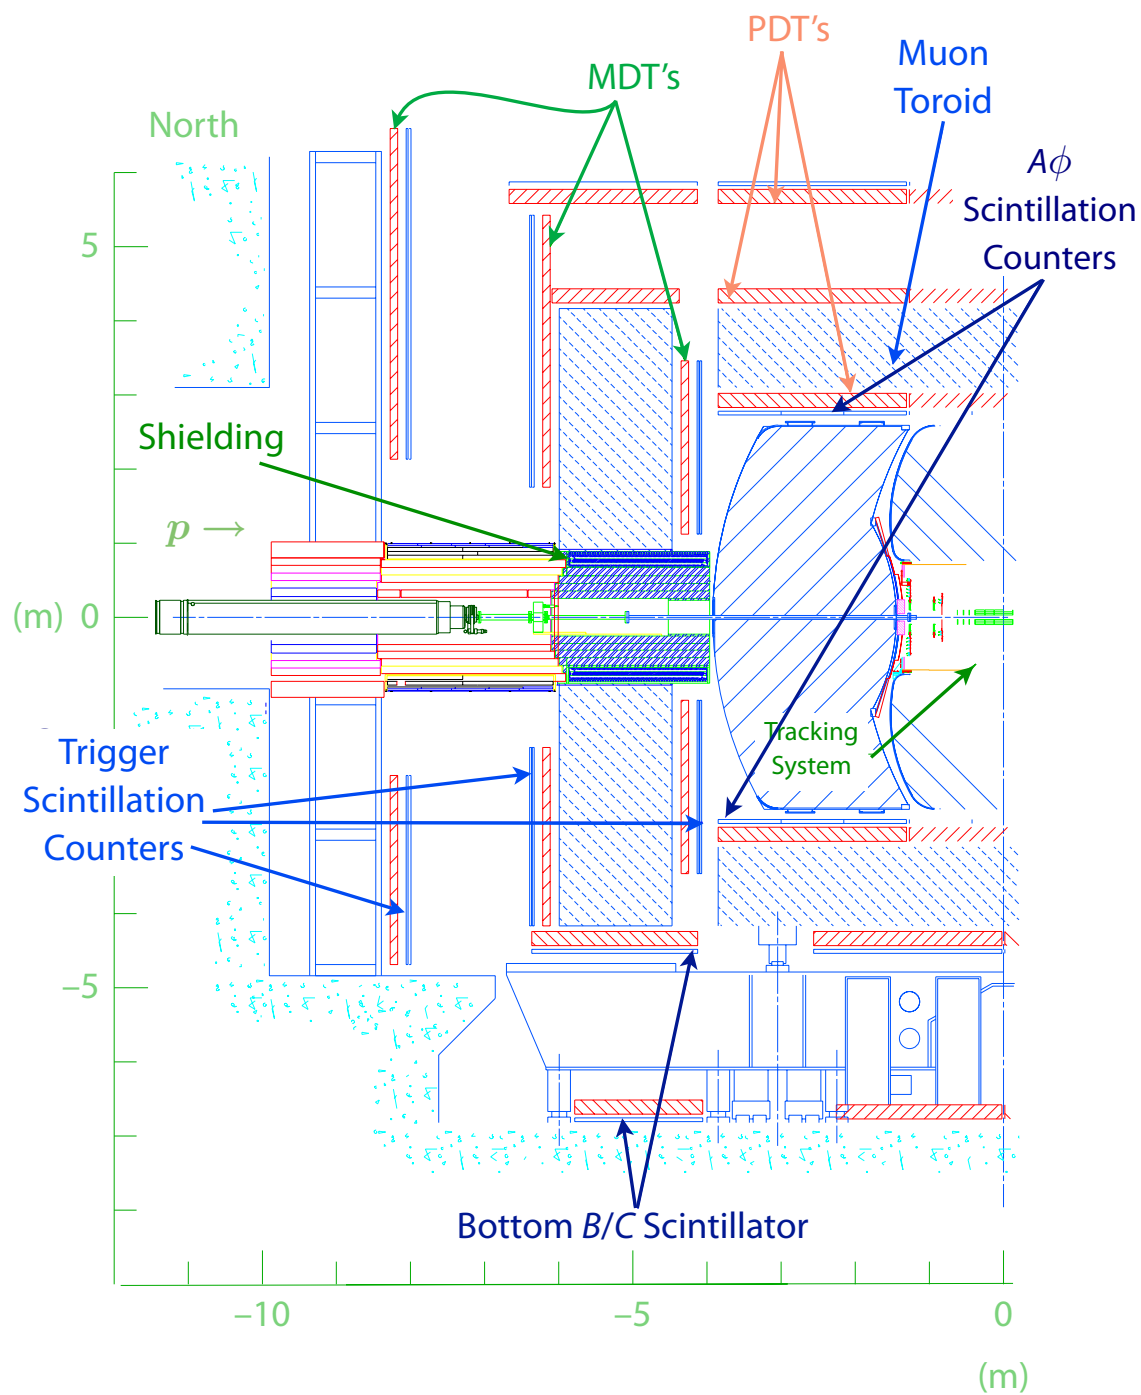 PDT's
MDT's
Muon
Toroid
North
Aϕ
Scintillation
Counters
5
Shielding
p →
(m) 0
Tracking
System
Trigger
Scintillation
Counters
–5
Bottom B/C Scintillator
–10
–5
0
(m)